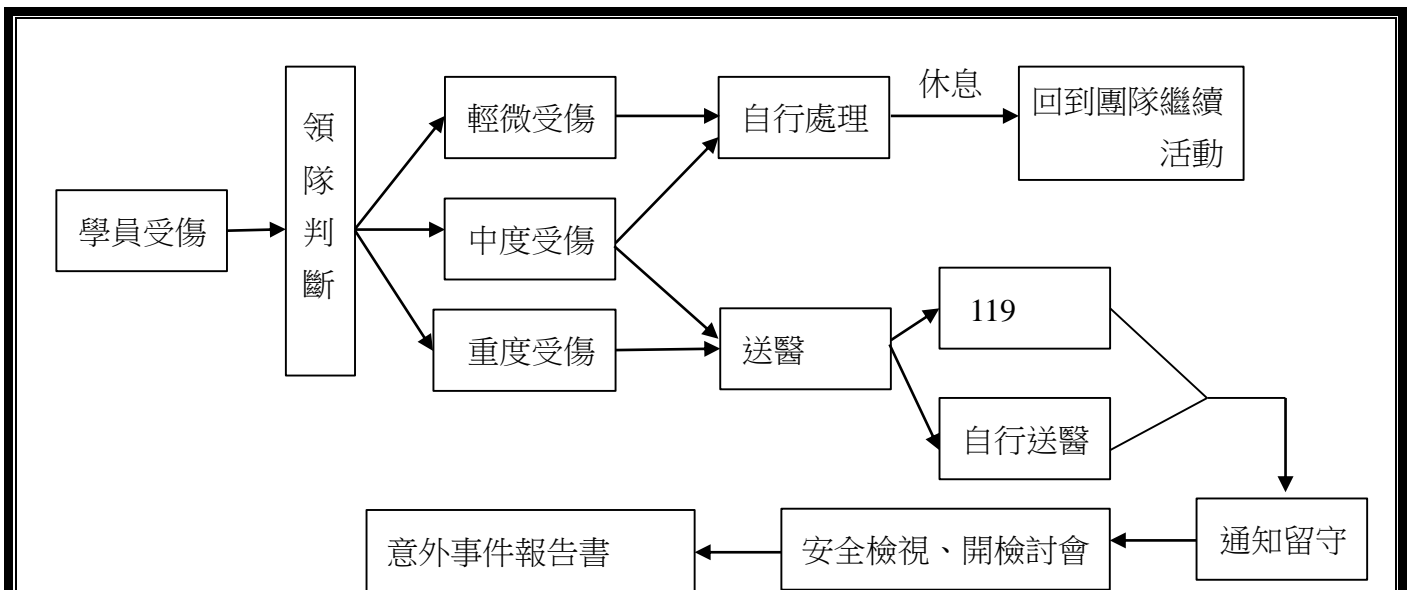 學員受傷
領隊判斷
輕微受傷
中度受傷
重度受傷
自行處理
休息
回到團隊繼續
活動
送醫
119
自行送醫
通知留守
安全檢視、開檢討會
意外事件報告書